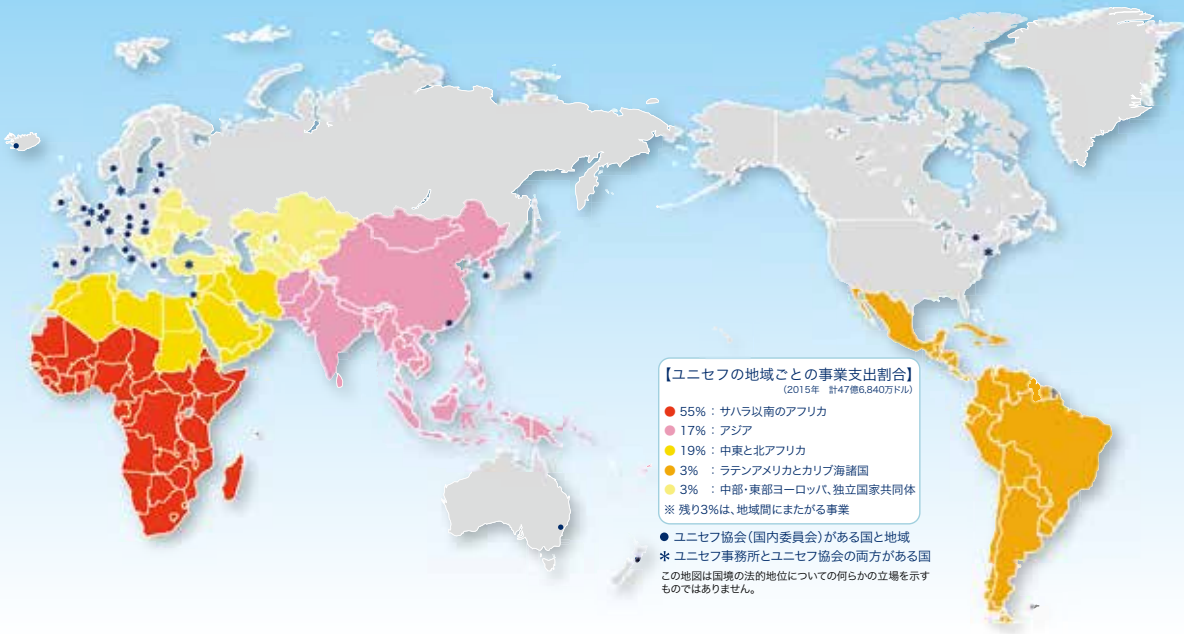 【ユニセフの地域ごとの事業支出割合】
(2015年 計47億6,840万ドル)
● 55% : サハラ以南のアフリカ
● 17% : アジア
● 19% : 中東と北アフリカ
● 3% : ラテンアメリカとカリブ海諸国
● 3% : 中部・東部ヨーロッパ、独立国家共同体
※ 残り3%は、地域間にまたがる事業
● ユニセフ協会(国内委員会)がある国と地域
＊ ユニセフ事務所とユニセフ協会の両方がある国
この地図は国境の法的地位についての何らかの立場を示す
ものではありません。